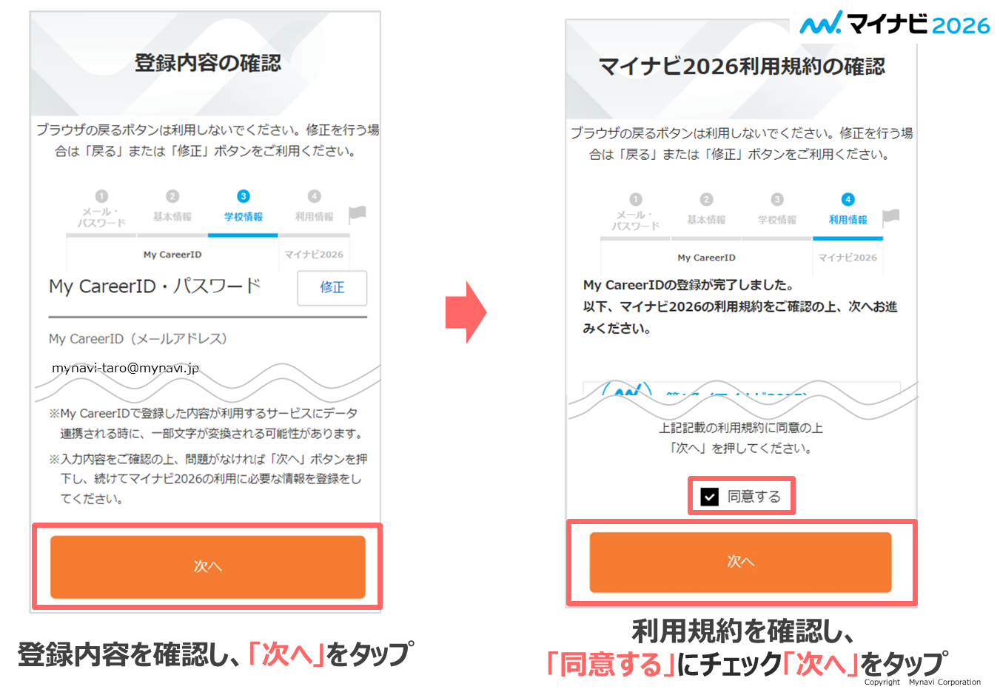 登録内容の確認
ブラウザの戻るボタンは利用しないでください。修正を行う場
合は「戻る」または「修正」ボタンをご利用ください。
1 2 3 4
メール・
パスワード 基本情報 学校情報 利用情報
My CareerID マイナビ2026
My CareerID・パスワード 修正
My CareerID（メールアドレス）
mynavi-taro@mynavi.jp
※My CareerIDで登録した内容が利用するサービスにデータ
連携される時に、一部文字が変換される可能性があります。
※入力内容をご確認の上、問題がなければ「次へ」ボタンを押
下し、続けてマイナビ2026の利用に必要な情報を登録をし
てください。
次へ
登録内容を確認し、「次へ」をタップ
マイナビ2026
マイナビ2026利用規約の確認
ブラウザの戻るボタンは利用しないでください。修正を行う場
合は「戻る」または「修正」ボタンをご利用ください。
1 2 3 4
メール・
パスワード 基本情報 学校情報 利用情報
My CareerID マイナビ2026
My CareerIDの登録が完了しました。
以下、マイナビ2026の利用規約をご確認の上、次へお進
みください。
上記記載の利用規約に同意の上
「次へ」を押してください。
同意する
次へ
利用規約を確認し、
「同意する」にチェック「次へ」をタップ
Copyright Mynavi Corporation